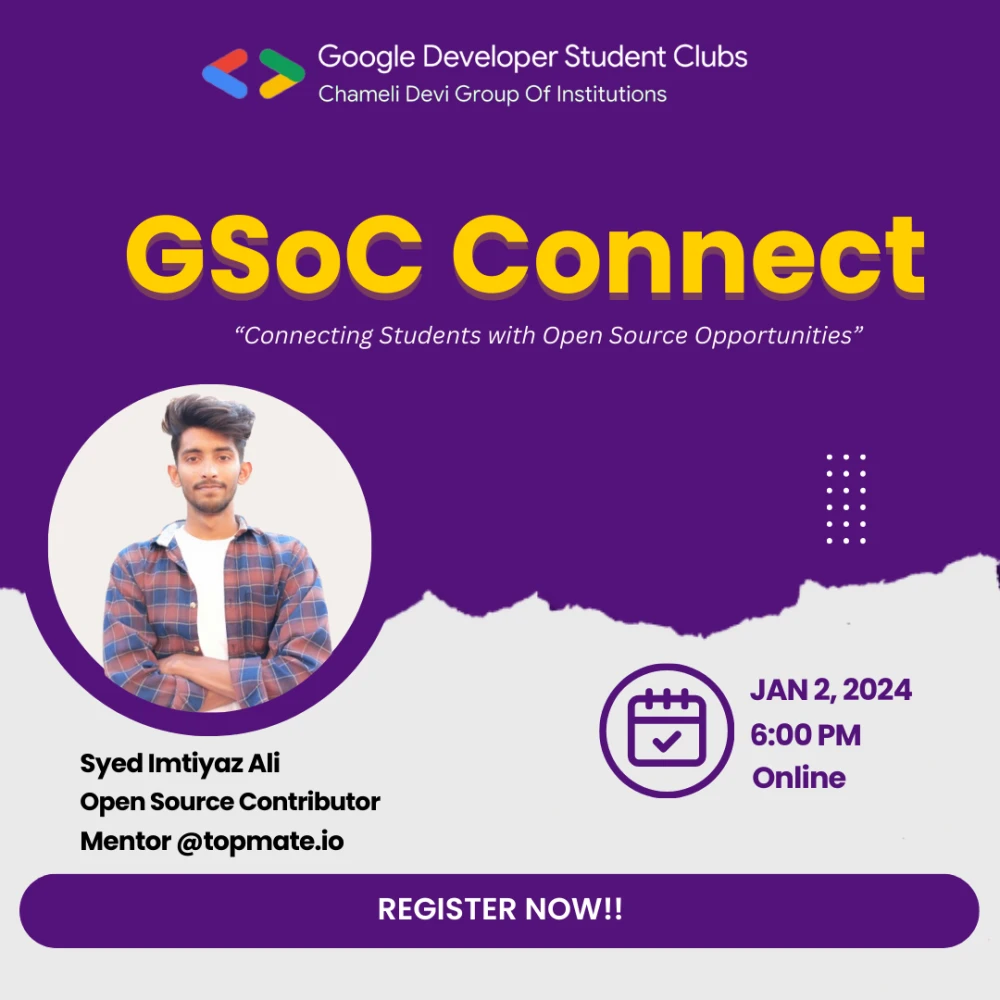 Google Developer Student Clubs
Chameli Devi Group Of Institutions
GSoC Connect
“Connecting Students with Open Source Opportunities”
JAN 2, 2024
6:00 PM
Online
Syed Imtiyaz Ali
Open Source Contributor
Mentor @topmate.io
REGISTER NOW!!